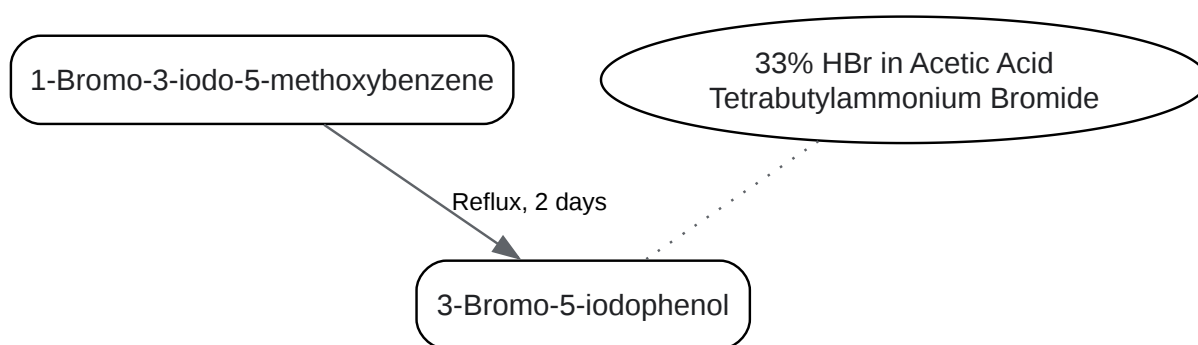 1-Bromo-3-iodo-5-methoxybenzene
33% HBr in Acetic Acid
Tetrabutylammonium Bromide
Reflux, 2 days
3-Bromo-5-iodophenol